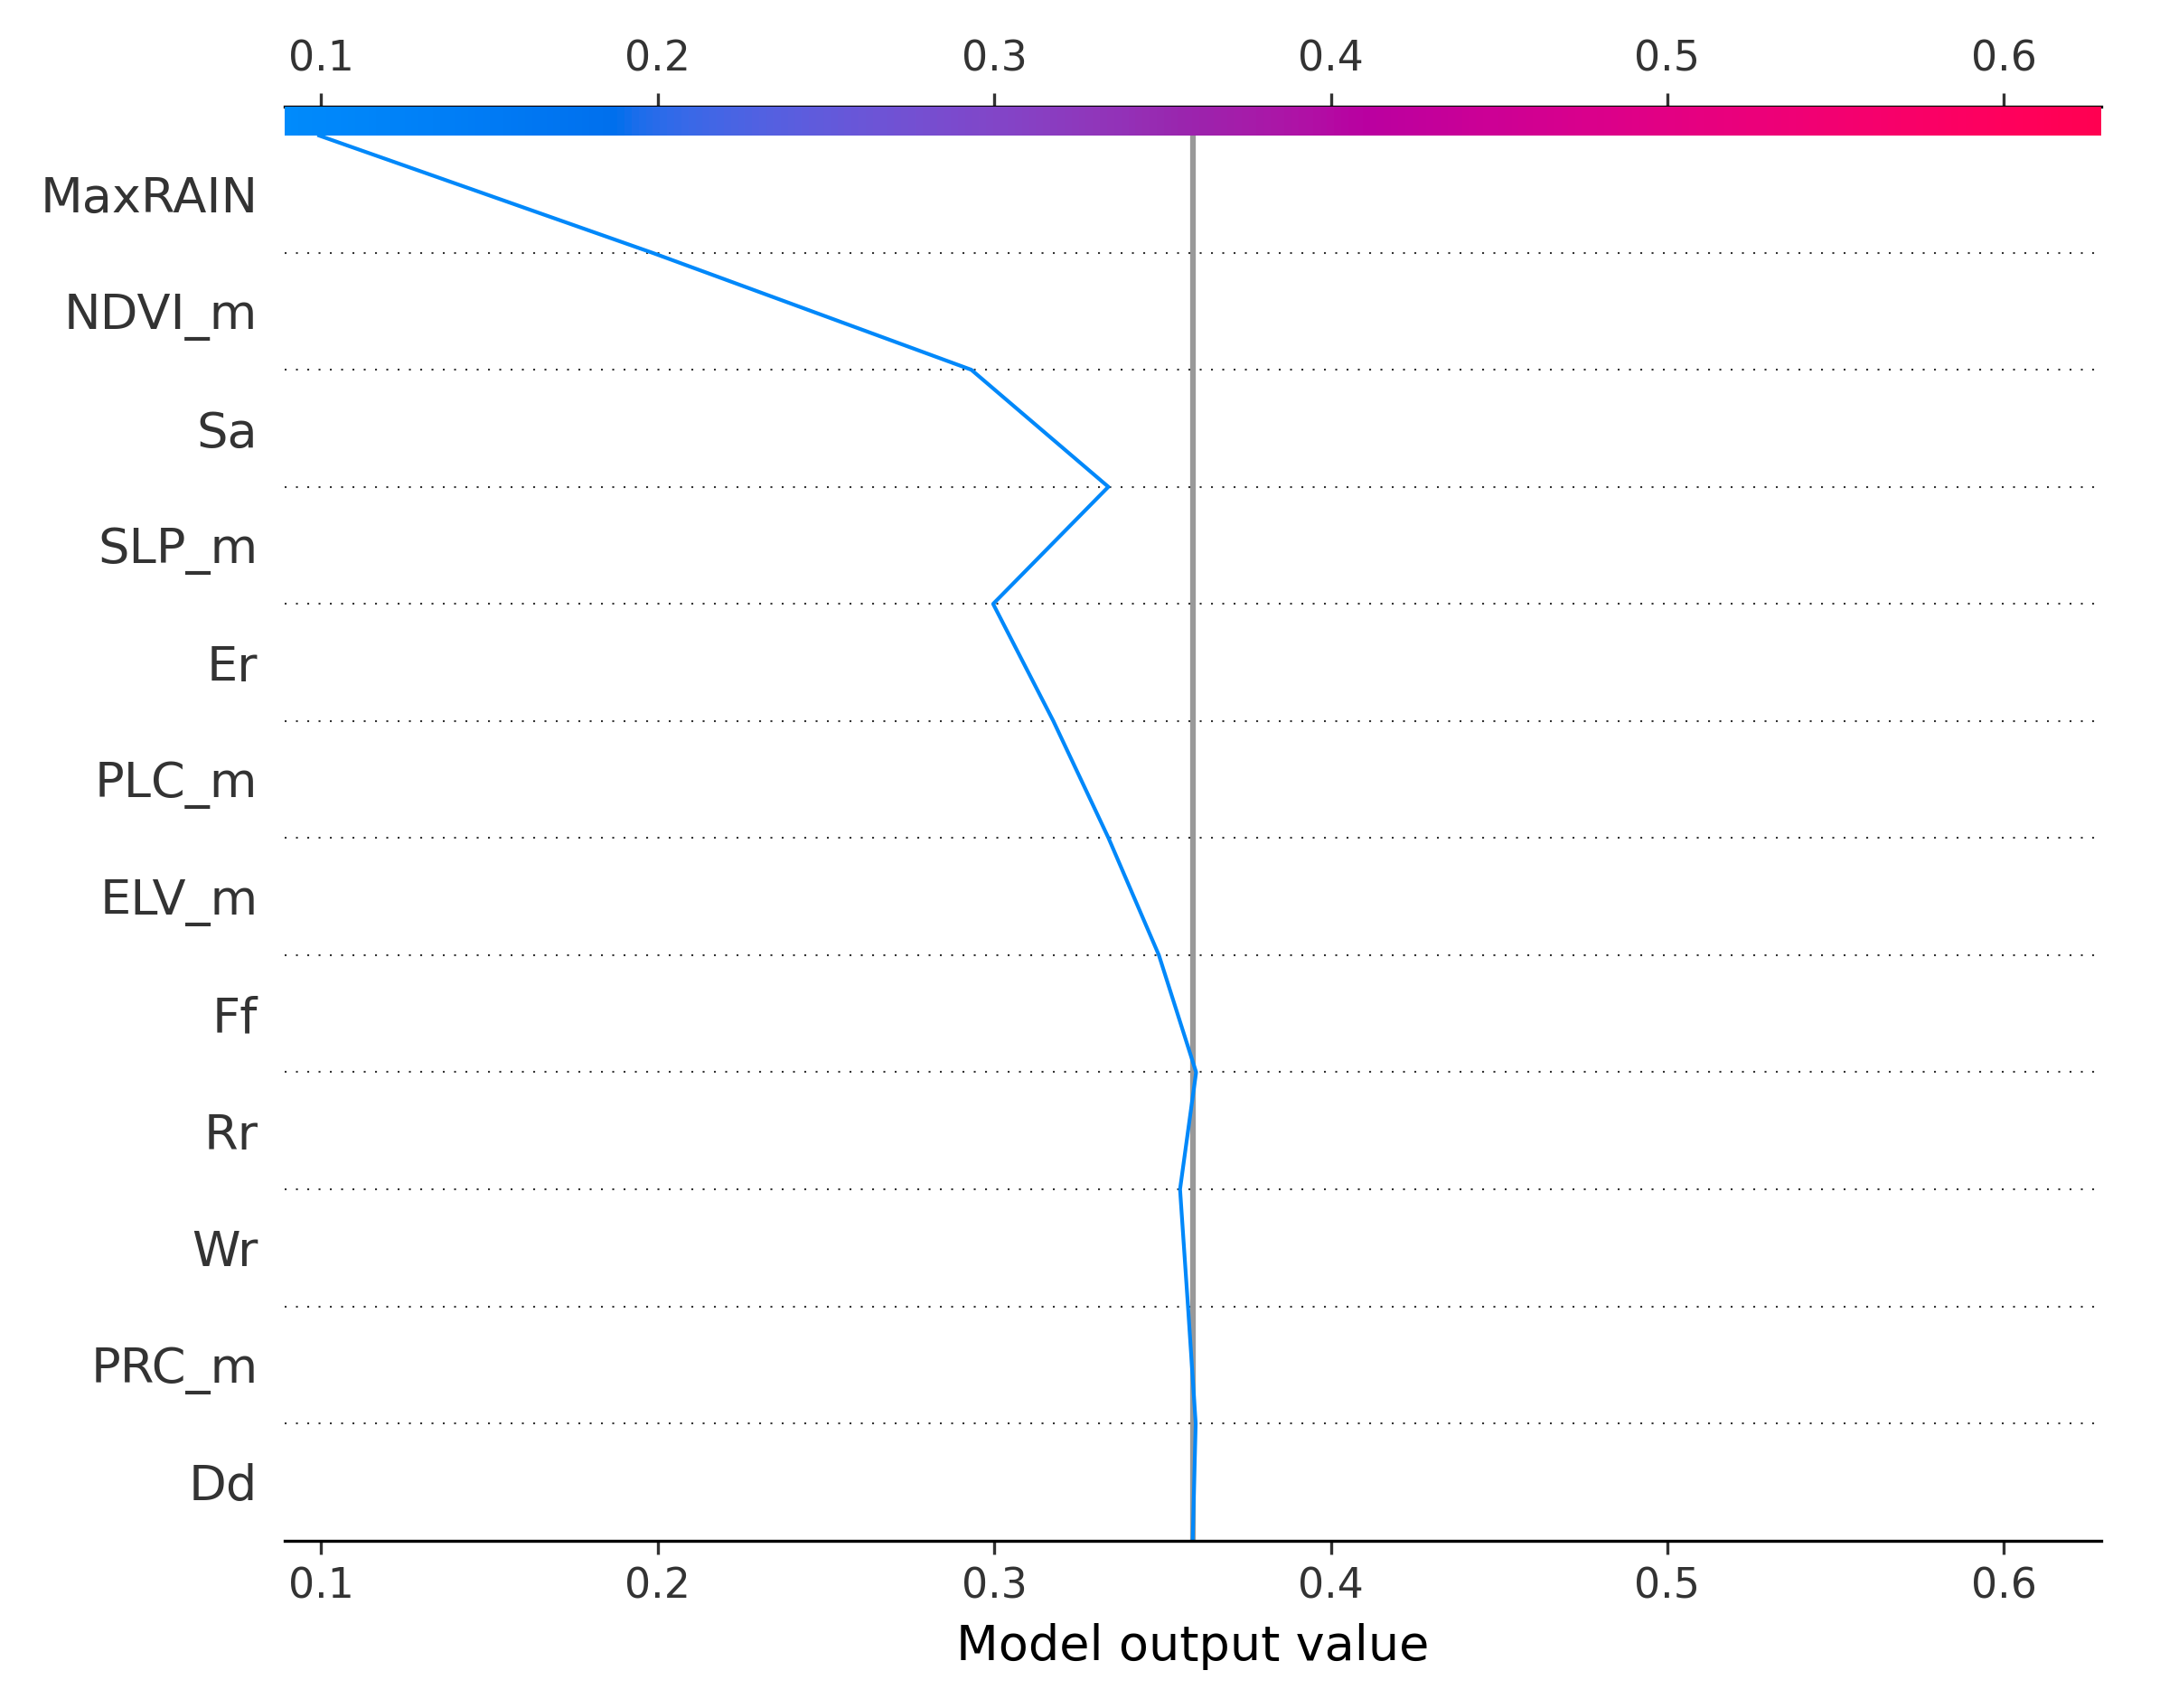 0.1 0.2 0.3 0.4 0.5 0.6
MaxRAIN
NDVI_m
Sa
SLP_m
Er
PLC_m
ELV_m
Ff
Rr
Wr
PRC_m
Dd
0.1 0.2 0.3 0.4 0.5 0.6
Model output value